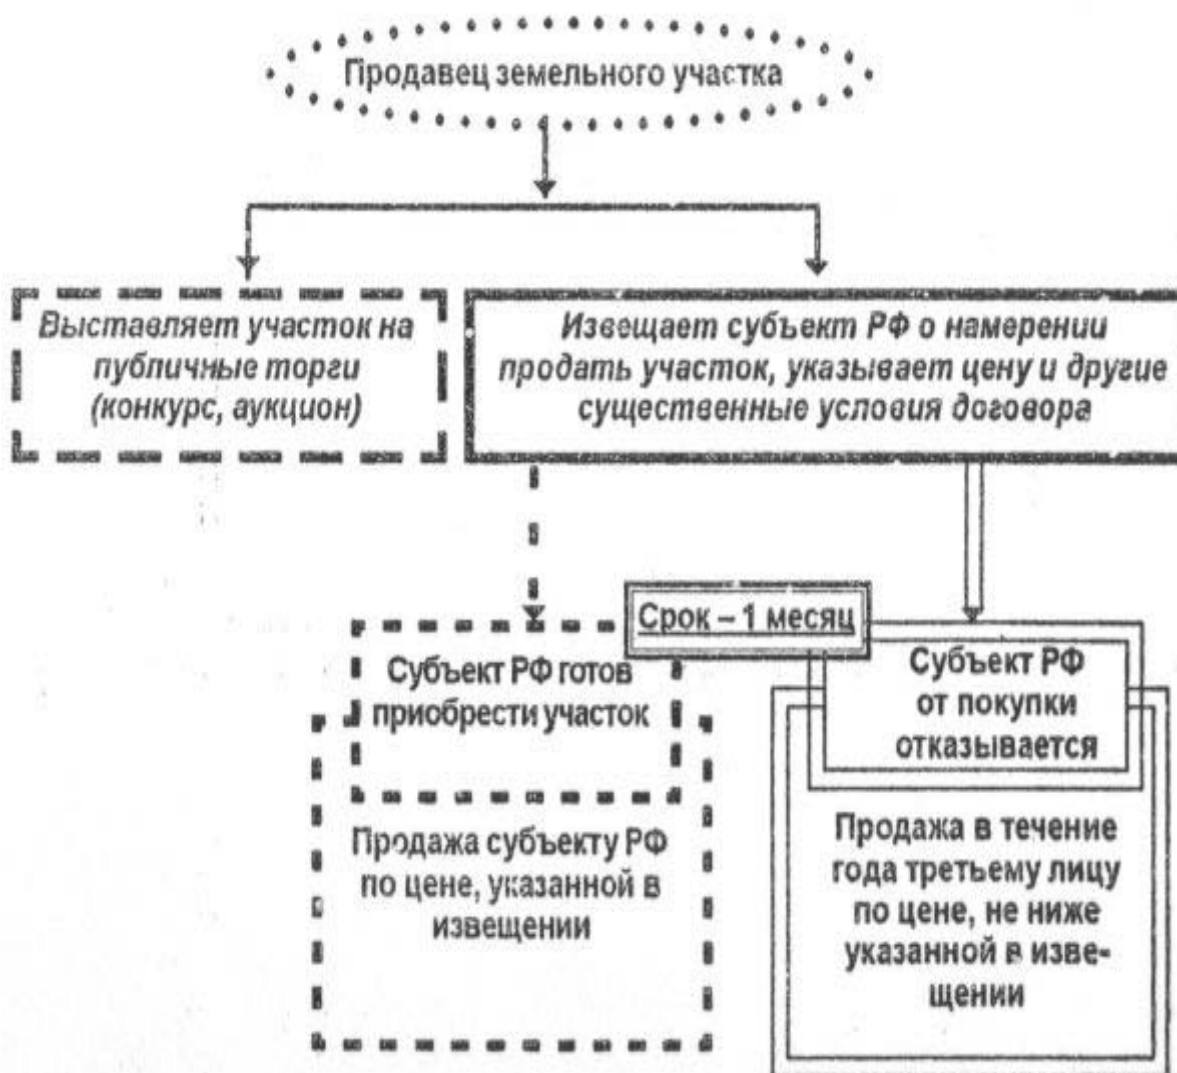 Продавец земельного участка
Выставляет участок на
публичные торги
(конкурс, аукцион)
Извещает субъект РФ о намерении
продать участок, указывает цену и другие
существенные условия договора
Срок – 1 месяц
Субъект РФ готов
приобрести участок
Продажа субъекту РФ
по цене, указанной в
извещении
Субъект РФ
от покупки
отказывается
Продажа в течение
года третьему лицу
по цене, не ниже
указанной в изве-
щении